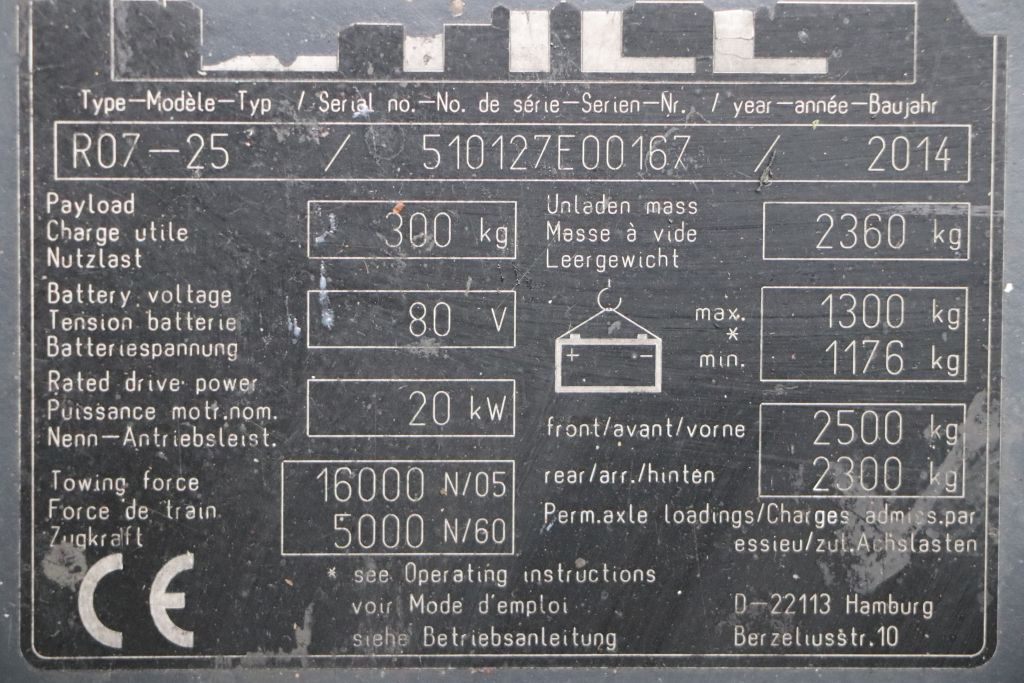 Type-Modèle-Typ / Serial no.-No. de série-Serien-Nr. / year-année-Baujahr
R07-25 / 510127E00167 / 2014
Payload
Charge utile
Nutzlast
300 kg
Unladen mass
Masse à vide
Leergewicht
2360 kg
Battery voltage
Tension batterie
Batteriespannung
80 V
+ -
max. 1300 kg
*
min. 1176 kg
Rated drive power
Puissance motr.nom.
Nenn-Antriebsleist.
20 kW
front/avant/vorne 2500 kg
rear/arr./hinten 2300 kg
Towing force
Force de train
Zugkraft
16000 N/05
5000 N/60
Perm.axle loadings/Charges admiss.par
essieu/zul.Achslasten
CE
* see Operating instructions
voir Mode d'emploi
siehe Betriebsanleitung
D-22113 Hamburg
Berzeliusstr.10